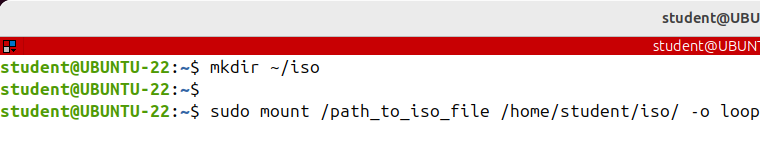 student@UBU
student@UBUNT
student@UBUNTU-22:~$ mkdir ~/iso
student@UBUNTU-22:~$
student@UBUNTU-22:~$ sudo mount /path_to_iso_file /home/student/iso/ -o loop